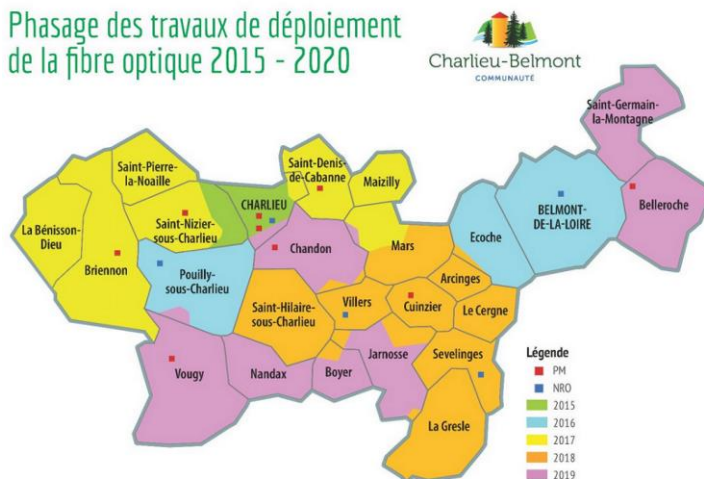 Phasage des travaux de déploiement
de la fibre optique 2015 - 2020
Charlieu-Belmont
COMMUNAUTÉ
Saint-Germain
la-Montagne
Saint-Pierre-
la-Noaille
Saint-Denis-
de-Cabanne
Maizilly
CHARLIEU
BELMONT-
DE-LA-LOIRE
Belleroche
La Bénisson-
Dieu
Saint-Nizier-
sous-Charlieu
Ecoche
Mars
Chandon
Briennon
Pouilly-
sous-Charlieu
Arcinges
Saint-Hilaire-
sous-Charlieu
Villers
Cuinzier
Le Cergne
Jarnosse
Sevelinges
Vougy
Nandax
Boyer
La Gresle
Légende
PM
NRO
2015
2016
2017
2018
2019